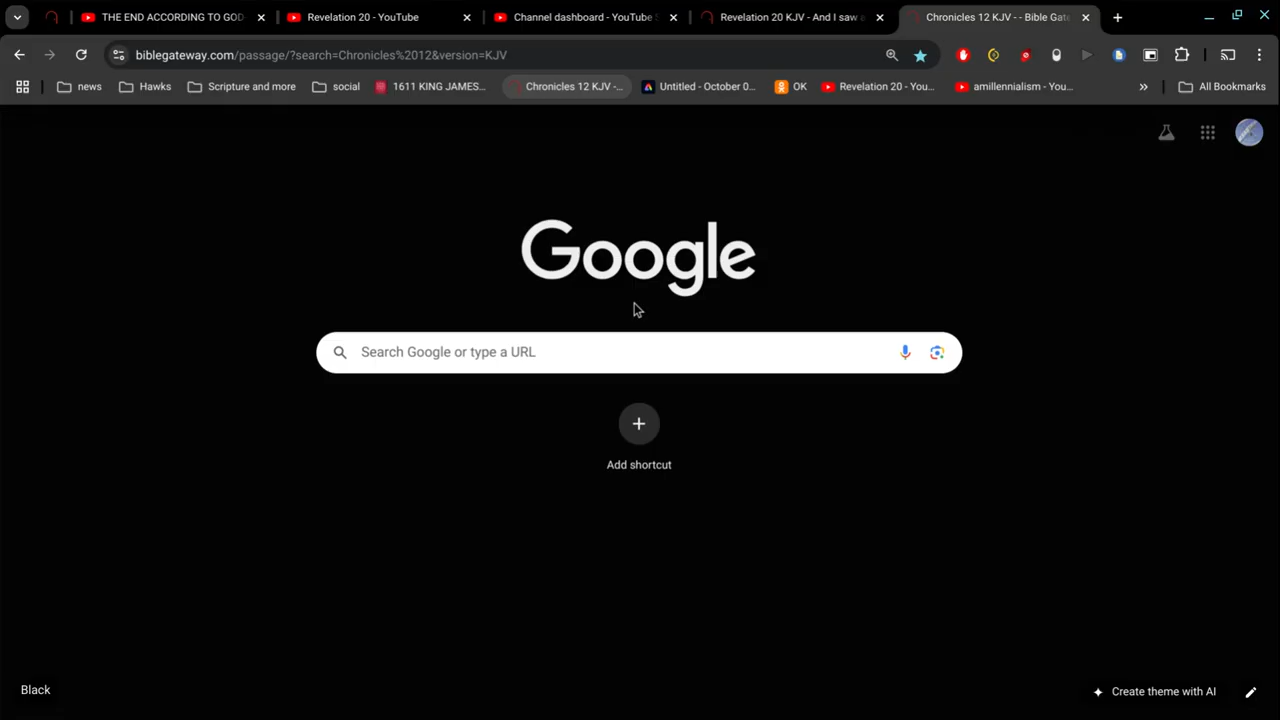 THE END ACCORDING TO GOD
Revelation 20 - YouTube
Channel dashboard - YouTube S
Revelation 20 KJV - And I saw a
Chronicles 12 KJV - - Bible Gate
biblegateway.com/passage/?search=Chronicles%2012&version=KJV
news
Hawks
Scripture and more
social
1611 KING JAMES...
Chronicles 12 KJV -...
Untitled - October 0...
OK
Revelation 20 - You...
amillennialism - You...
All Bookmarks
Google
Search Google or type a URL
Add shortcut
Black
Create theme with AI